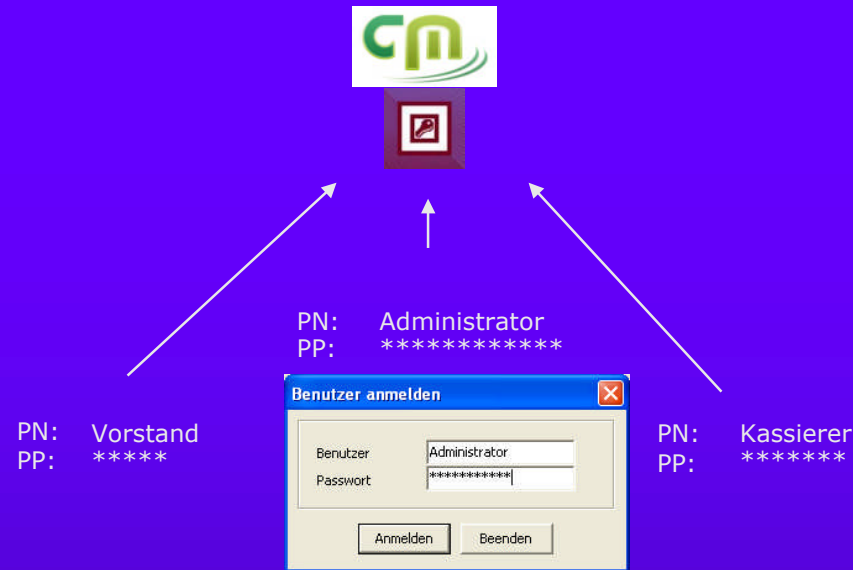 cm
PN: Administrator
PP: ************
Benutzer anmelden
PN: Vorstand
PP: *****
Benutzer Administrator
Passwort ***********
Anmelden Beenden
PN: Kassierer
PP: *******